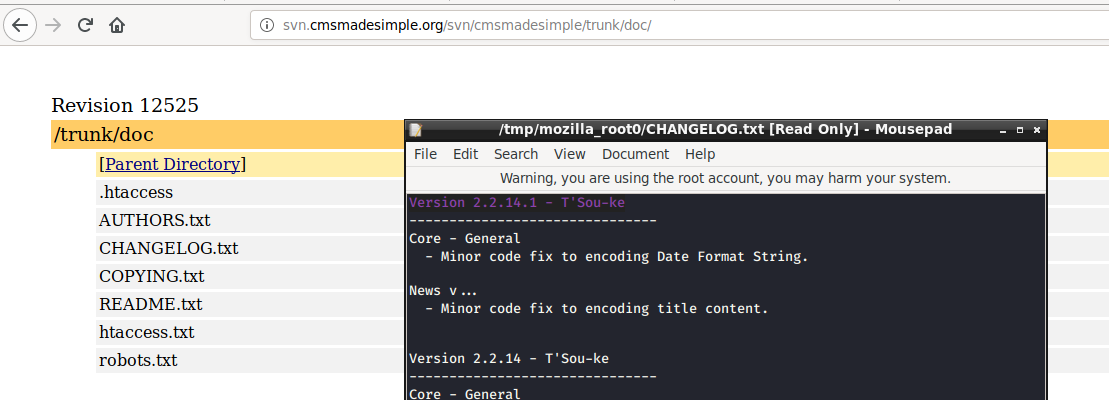 svn.cmsmadesimple.org/svn/cmsmadesimple/trunk/doc/
Revision 12525
/trunk/doc
[Parent Directory]
.htaccess
AUTHORS.txt
CHANGELOG.txt
COPYING.txt
README.txt
htaccess.txt
robots.txt
/tmp/mozilla_root0/CHANGELOG.txt [Read Only] - Mousepad
File Edit Search View Document Help
Warning, you are using the root account, you may harm your system.
Version 2.2.14.1 - T'Sou-ke
-------------------------------
Core - General
- Minor code fix to encoding Date Format String.
News v...
- Minor code fix to encoding title content.
Version 2.2.14 - T'Sou-ke
-------------------------------
Core - General